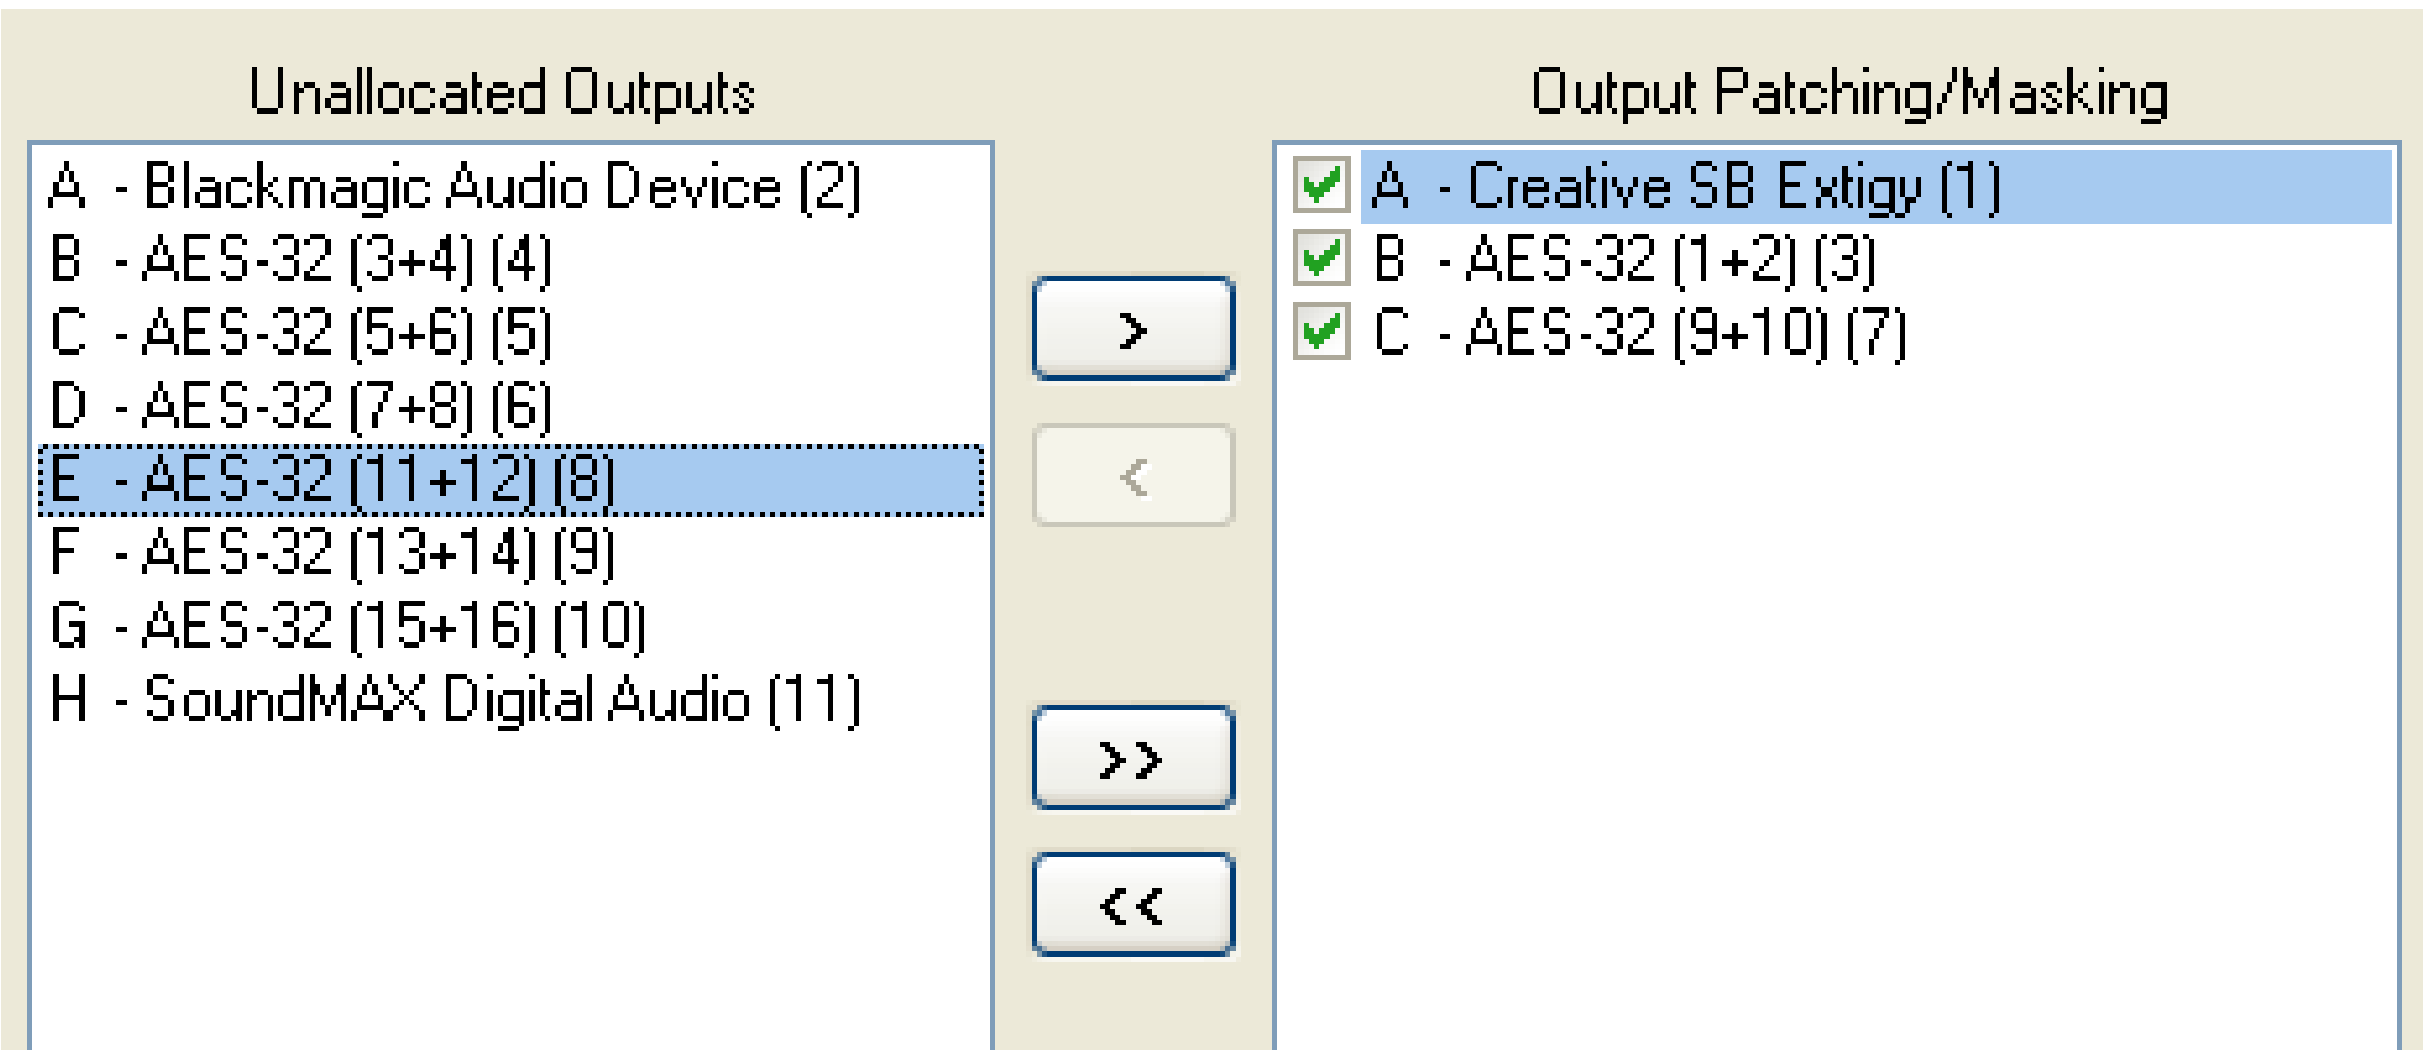 Unallocated Outputs
A - Blackmagic Audio Device (2)
B - AES-32 (3+4) (4)
C - AES-32 (5+6) (5)
D - AES-32 (7+8) (6)
E - AES-32 (11+12) (8)
F - AES-32 (13+14) (9)
G - AES-32 (15+16) (10)
H - SoundMAX Digital Audio (11)
>
<
>>
<<
Output Patching/Masking
A - Creative SB Extigy (1)
B - AES-32 (1+2) (3)
C - AES-32 (9+10) (7)